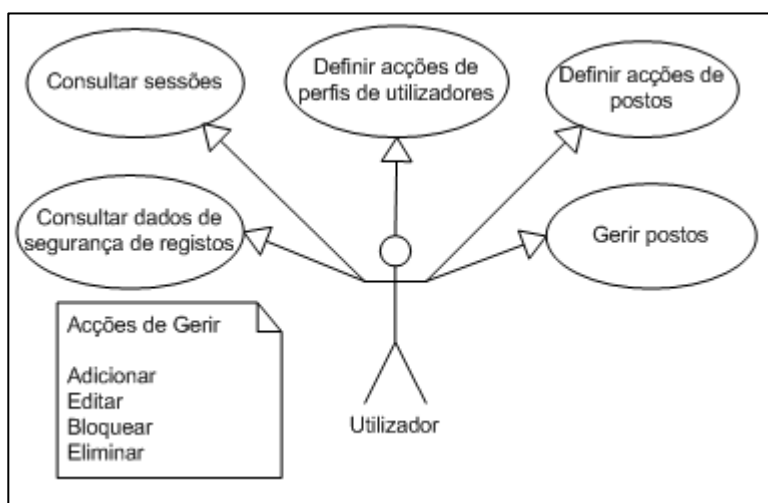 Consultar sessões
Definir acções de
perfis de utilizadores
Definir acções de
postos
Consultar dados de
segurança de registos
Gerir postos
Acções de Gerir
Adicionar
Editar
Bloquear
Eliminar
Utilizador